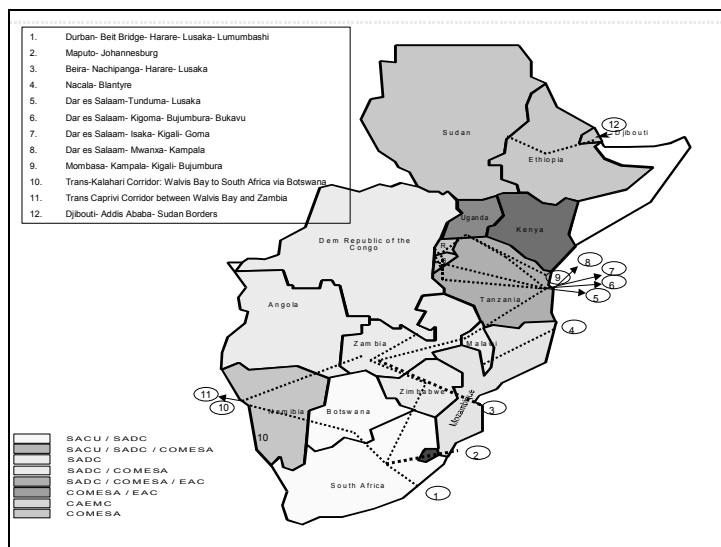 1. Durban- Beit Bridge- Harare- Lusaka- Lumumbashi
2. Maputo- Johannesburg
3. Beira- Nachipanga- Harare- Lusaka
4. Nacala- Blantyre
5. Dar es Salaam-Tunduma- Lusaka
6. Dar es Salaam- Kigoma- Bujumbura- Bukavu
7. Dar es Salaam- Isaka- Kigali- Goma
8. Dar es Salaam- Mwanxa- Kampala
9. Mombasa- Kampala- Kigali- Bujumbura
10. Trans-Kalahari Corridor: Walvis Bay to South Africa via Botswana
11. Trans Caprivi Corridor between Walvis Bay and Zambia
12. Djibouti- Addis Ababa- Sudan Borders
12
Djibouti
Sudan
Ethiopia
Uganda
Kenya
Dem Republic of the
Congo
R
B
8
9
7
6
5
Tanzania
Angola
4
Zambia
Malawi
11
10
Zimbabwe
Mozambique
3
Namibia
Botswana
10
2
South Africa
1
SACU / SADC
SACU / SADC / COMESA
SADC
SADC / COMESA
SADC / COMESA / EAC
COMESA / EAC
CAEMC
COMESA